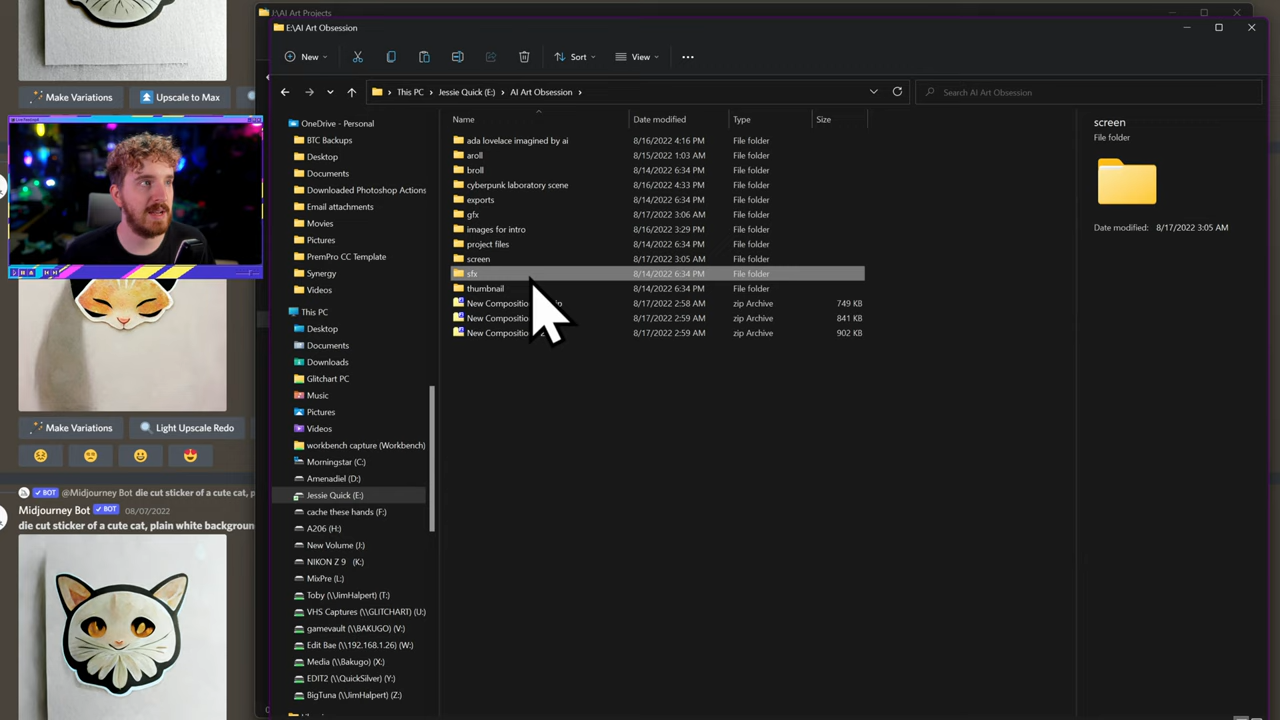 E:\AI Art Projects
E:\AI Art Obsession
New
Sort
View
This PC > Jessie Quick (E:) > AI Art Obsession >
Search AI Art Obsession
Make Variations
Upscale to Max
Name
Date modified
Type
Size
OneDrive - Personal
BTC Backups
Desktop
Documents
Downloaded Photoshop Actions
Email attachments
Movies
Pictures
PremPro CC Template
Synergy
Videos
This PC
Desktop
Documents
Downloads
Glitchart PC
Music
Pictures
Videos
workbench capture (Workbench)
Morningstar (C:)
Amenadiel (D:)
Jessie Quick (E:)
cache these hands (F:)
A206 (H:)
New Volume (J:)
NIKON Z 9 (K:)
MixPre (L:)
Toby (\\JimHalpert) (T:)
VHS Captures (\\GLITCHART) (U:)
gamevault (\\BAKUGO) (V:)
Edit Bae (\\192.168.1.26) (W:)
Media (\\Bakugo) (X:)
EDIT2 (\\QuickSilver) (Y:)
BigTuna (\\JimHalpert) (Z:)
ada lovelace imagined by ai 8/16/2022 4:16 PM File folder
aroll 8/15/2022 1:03 AM File folder
broll 8/14/2022 6:34 PM File folder
cyberpunk laboratory scene 8/16/2022 4:33 PM File folder
exports 8/14/2022 6:34 PM File folder
gfx 8/17/2022 3:06 AM File folder
images for intro 8/16/2022 3:29 PM File folder
project files 8/14/2022 6:34 PM File folder
screen 8/17/2022 3:05 AM File folder
sfx 8/14/2022 6:34 PM File folder
thumbnail 8/14/2022 6:34 PM File folder
New Compositio 8/17/2022 2:58 AM zip Archive 749 KB
New Compositio 8/17/2022 2:59 AM zip Archive 841 KB
New Compositio 8/17/2022 2:59 AM zip Archive 902 KB
screen
File folder
Date modified: 8/17/2022 3:05 AM
Make Variations
Light Upscale Redo
BOT @Midjourney Bot die cut sticker of a cute cat, p
Midjourney Bot BOT 08/07/2022
die cut sticker of a cute cat, plain white backgroun